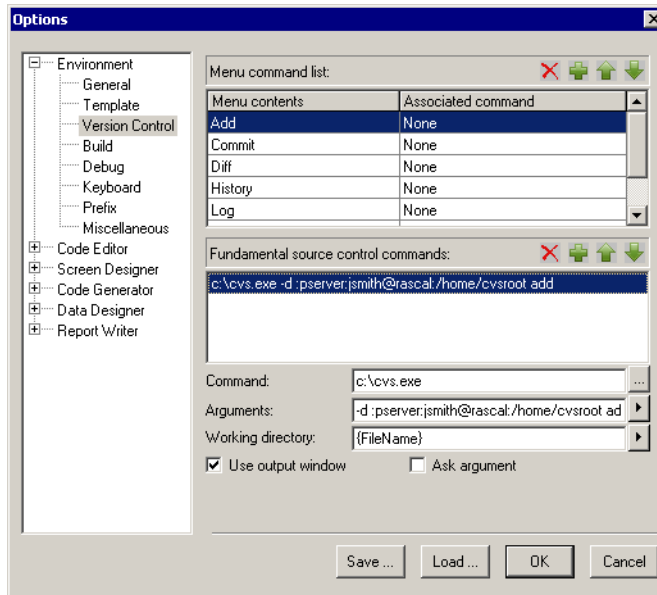 Options
Environment
General
Template
Version Control
Build
Debug
Keyboard
Prefix
Miscellaneous
Code Editor
Screen Designer
Code Generator
Data Designer
Report Writer
Menu command list:
Menu contents Associated command
Add None
Commit None
Diff None
History None
Log None
Fundamental source control commands:
c:\cvs.exe -d :pserver:jsmith@rascal:/home/cvsroot add
Command: c:\cvs.exe ...
Arguments: -d :pserver:jsmith@rascal:/home/cvsroot ad
Working directory: {FileName}
Use output window Ask argument
Save ... Load ... OK Cancel